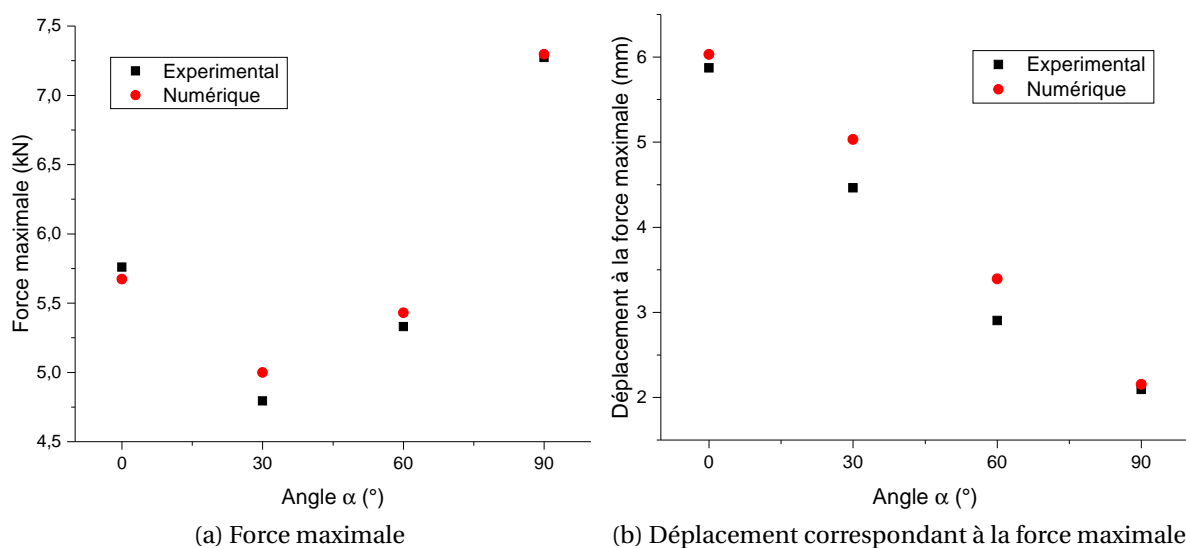 7,5
7,0
6,5
6,0
5,5
5,0
4,5
Force maximale (kN)
Experimental
Numérique
0
30
60
90
Angle α (°)
(a) Force maximale
6
5
4
3
2
Déplacement à la force maximale (mm)
Experimental
Numérique
0
30
60
90
Angle α (°)
(b) Déplacement correspondant à la force maximale